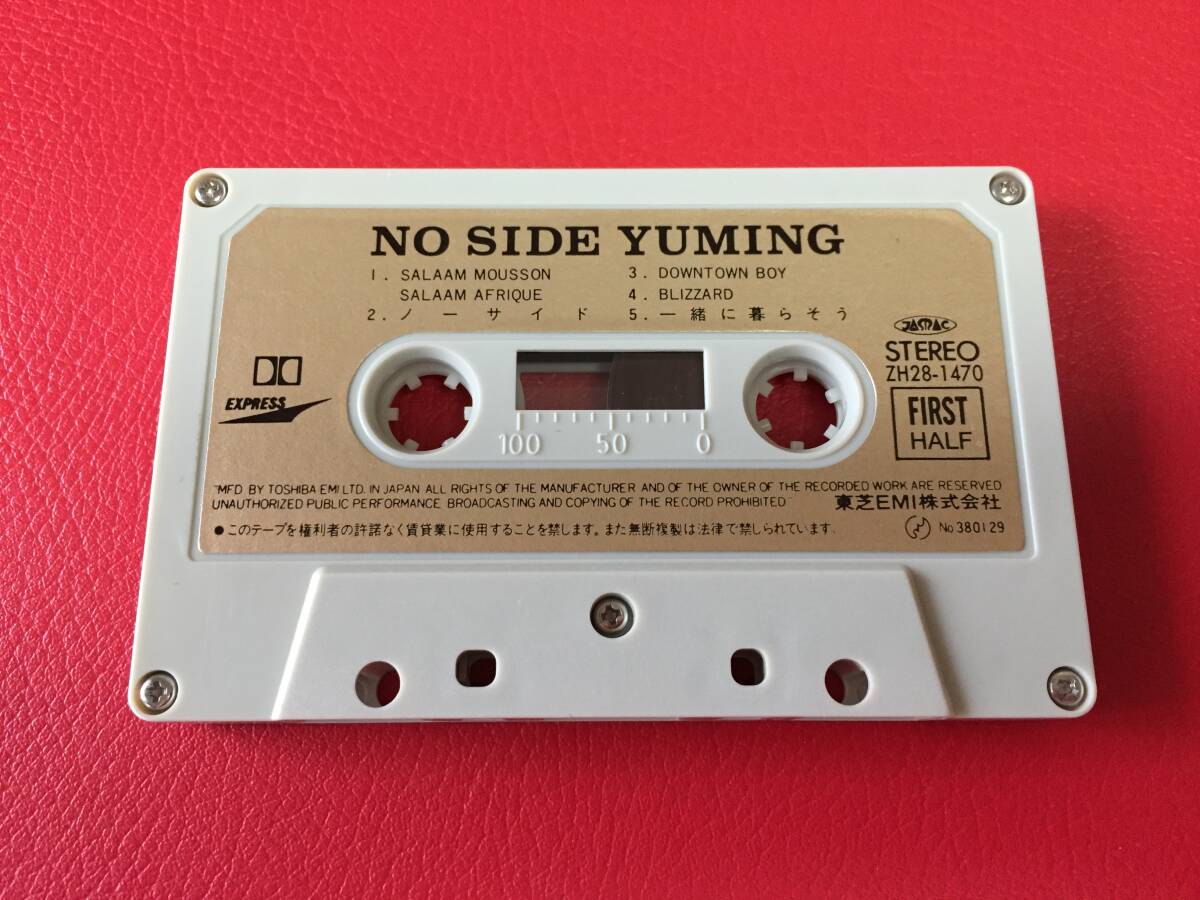 NO SIDE YUMING
1. SALAAM MOUSSON
SALAAM AFRIQUE
2. ノーサイド
3. DOWNTOWN BOY
4. BLIZZARD
5. 一緒に暮らそう
JASRAC
STEREO
ZH28-1470
FIRST
HALF
EXPRESS
100 50 0
"MFD BY TOSHIBA EMI LTD. IN JAPAN ALL RIGHTS OF THE MANUFACTURER AND OF THE OWNER OF THE RECORDED WORK ARE RESERVED
UNAUTHORIZED PUBLIC PERFORMANCE BROADCASTING AND COPYING OF THE RECORD PROHIBITED"
東芝EMI株式会社
●このテープを権利者の許諾なく賃貸業に使用することを禁じます。また無断複製は法律で禁じられています.
No 380129